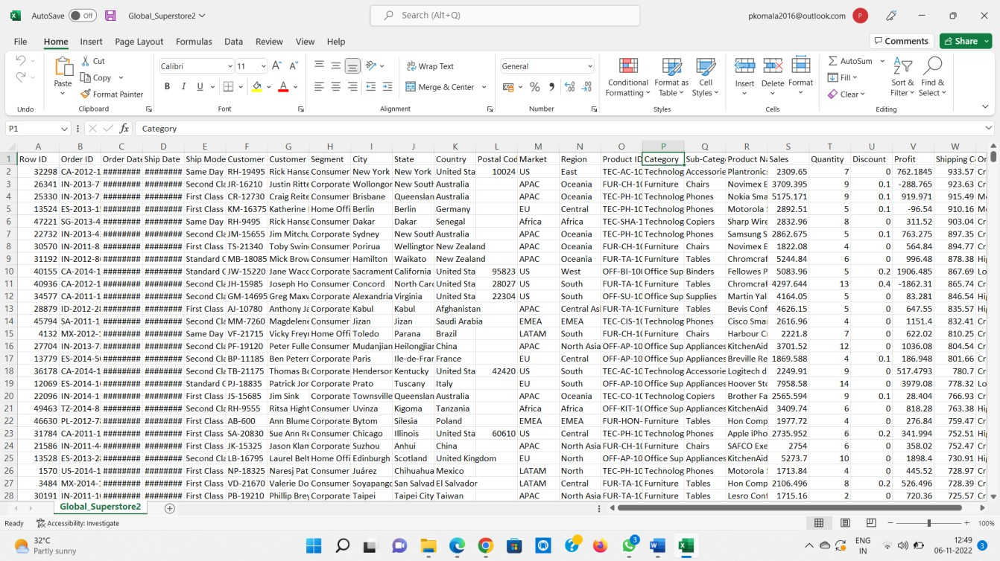 AutoSave Off Global_Superstore2 Search (Alt+Q) pkomala2016@outlook.com P
File Home Insert Page Layout Formulas Data Review View Help Comments Share
Cut Calibri 11 Wrap Text General AutoSum
Paste Copy Conditional Format as Cell Insert Delete Format Fill Sort & Find &
Format Painter B I U Merge & Center Formatting Table Styles Clear Filter Select
Undo Clipboard Font Alignment Number Styles Cells Editing
P1 fx Category
A B C D E F G H I J K L M N O P Q R S T U V W
1 Row ID Order ID Order Date Ship Date Ship Mode Customer Customer Segment City State Country Postal Cod Market Region Product ID Category Sub-Catego Product Na Sales Quantity Discount Profit Shipping C Or
2 32298 CA-2012-1 ######## ######## Same Day RH-19495 Rick Hanse Consumer New York New York United Sta 10024 US East TEC-AC-10 Technolog Accessorie Plantronic 2309.65 7 0 762.1845 933.57 Cr
3 26341 IN-2013-7 ######## ######## Second Cla JR-16210 Justin Ritte Corporate Wollongor New South Australia APAC Oceania FUR-CH-10 Furniture Chairs Novimex E 3709.395 9 0.1 -288.765 923.63 Cr
4 25330 IN-2013-7 ######## ######## First Class CR-12730 Craig Reite Consumer Brisbane Queenslan Australia APAC Oceania TEC-PH-10 Technolog Phones Nokia Sma 5175.171 9 0.1 919.971 915.49 Me
5 13524 ES-2013-1 ######## ######## First Class KM-16375 Katherine Home Offi Berlin Berlin Germany EU Central TEC-PH-10 Technolog Phones Motorola 2892.51 5 0.1 -96.54 910.16 Me
6 47221 SG-2013-4 ######## ######## Same Day RH-9495 Rick Hanse Consumer Dakar Dakar Senegal Africa Africa TEC-SHA-1 Technolog Copiers Sharp Wire 2832.96 8 0 311.52 903.04 Cr
7 22732 IN-2013-4 ######## ######## Second Cla JM-15655 Jim Mitchu Corporate Sydney New South Australia APAC Oceania TEC-PH-10 Technolog Phones Samsung S 2862.675 5 0.1 763.275 897.35 Cr
8 30570 IN-2011-8 ######## ######## First Class TS-21340 Toby Swin Consumer Porirua Wellington New Zealand APAC Oceania FUR-CH-10 Furniture Chairs Novimex E 1822.08 4 0 564.84 894.77 Cr
9 31192 IN-2012-8 ######## ######## Standard C MB-18085 Mick Brow Consumer Hamilton Waikato New Zealand APAC Oceania FUR-TA-10 Furniture Tables Chromcraf 5244.84 6 0 996.48 878.38 Hi
10 40155 CA-2014-1 ######## ######## Standard C JW-15220 Jane Wacc Corporate Sacrament California United Sta 95823 US West OFF-BI-100 Office Sup Binders Fellowes P 5083.96 5 0.2 1906.485 867.69 Lo
11 40936 CA-2012-1 ######## ######## Second Cla JH-15985 Joseph Ho Consumer Concord North Card United Sta 28027 US South FUR-TA-10 Furniture Tables Chromcraf 4297.644 13 0.4 -1862.31 865.74 Cr
12 34577 CA-2011-1 ######## ######## Second Cla GM-14695 Greg Maxw Corporate Alexandria Virginia United Sta 22304 US South OFF-SU-10 Office Sup Supplies Martin Yal 4164.05 5 0 83.281 846.54 Hi
13 28879 ID-2012-2 ######## ######## First Class AJ-10780 Anthony Ja Corporate Kabul Kabul Afghanistan APAC Central Asi FUR-TA-10 Furniture Tables Bevis Conf 4626.15 5 0 647.55 835.57 Hi
14 45794 SA-2011-1 ######## ######## Second Cla MM-7260 Magdelene Consumer Jizan Jizan Saudi Arabia EMEA EMEA TEC-CIS-10 Technolog Phones Cisco Sma 2616.96 4 0 1151.4 832.41 Cr
15 4132 MX-2012-1 ######## ######## Same Day VF-21715 Vicky Freyn Home Offi Toledo Parana Brazil LATAM South FUR-CH-10 Furniture Chairs Harbour C 2221.8 7 0 622.02 810.25 Cr
16 27704 IN-2013-7 ######## ######## Second Cla PF-19120 Peter Fulle Consumer Mudanjian Heilongjian China APAC North Asia OFF-AP-10 Office Sup Appliances KitchenAid 3701.52 12 0 1036.08 804.54 Cr
17 13779 ES-2014-5 ######## ######## Second Cla BP-11185 Ben Petern Corporate Paris Ile-de-Fran France EU Central OFF-AP-10 Office Sup Appliances Breville Re 1869.588 4 0.1 186.948 801.66 Cr
18 36178 CA-2014-1 ######## ######## Second Cla TB-21175 Thomas Bo Corporate Henderson Kentucky United Sta 42420 US South TEC-AC-10 Technolog Accessorie Logitech d 2249.91 9 0 517.4793 780.7 Cr
19 12069 ES-2014-1 ######## ######## Standard C PJ-18835 Patrick Jor Corporate Prato Tuscany Italy EU South OFF-AP-10 Office Sup Appliances Hoover Sto 7958.58 14 0 3979.08 778.32 Lo
20 22096 IN-2014-1 ######## ######## First Class JS-15685 Jim Sink Corporate Townsville Queenslan Australia APAC Oceania TEC-CO-10 Technolog Copiers Brother Fa 2565.594 9 0.1 28.404 766.93 Cr
21 49463 TZ-2014-8 ######## ######## Second Cla RH-9555 Ritsa Hight Consumer Uvinza Kigoma Tanzania Africa Africa OFF-KIT-10 Office Sup Appliances KitchenAid 3409.74 6 0 818.28 763.38 Hi
22 46630 PL-2012-7 ######## ######## First Class AB-600 Ann Blume Corporate Bytom Silesia Poland EMEA EMEA FUR-HON- Furniture Tables Hon Comp 1977.72 4 0 276.84 759.47 Hi
23 31784 CA-2011-1 ######## ######## First Class SA-20830 Sue Ann Re Consumer Chicago Illinois United Sta 60610 US Central TEC-PH-10 Technolog Phones Apple iPho 2735.952 6 0.2 341.994 752.51 Hi
24 21586 IN-2011-4 ######## ######## First Class JK-15325 Jason Klan Corporate Suzhou Anhui China APAC North Asia FUR-CH-10 Furniture Chairs SAFCO Exe 2754 6 0 358.02 752.47 Cr
25 13528 ES-2013-2 ######## ######## Second Cla LB-16795 Laurel Belt Home Offi Edinburgh Scotland United Kingdom EU North OFF-AP-10 Office Sup Appliances KitchenAid 5273.7 10 0 1898.4 730.91 Hi
26 1570 US-2014-1 ######## ######## First Class NP-18325 Naresj Pat Consumer Juárez Chihuahua Mexico LATAM North TEC-PH-10 Technolog Phones Motorola 1713.84 4 0 445.52 728.97 Cr
27 3484 MX-2014-1 ######## ######## First Class VD-21670 Valerie Do Consumer Soyapango San Salvad El Salvador LATAM Central FUR-TA-10 Furniture Tables Hon Comp 2106.496 8 0.2 526.496 728.39 Cr
28 30191 IN-2011-1 ######## ######## First Class PB-19210 Phillip Brey Corporate Taipei Taipei City Taiwan APAC North Asia FUR-TA-10 Furniture Tables Lesro Conf 1715.16 2 0 720.36 725.57 Cr
Global_Superstore2
Ready Accessibility: Investigate 100%
32°C
Partly sunny
3
ENG
IN
12:49
06-11-2022 3